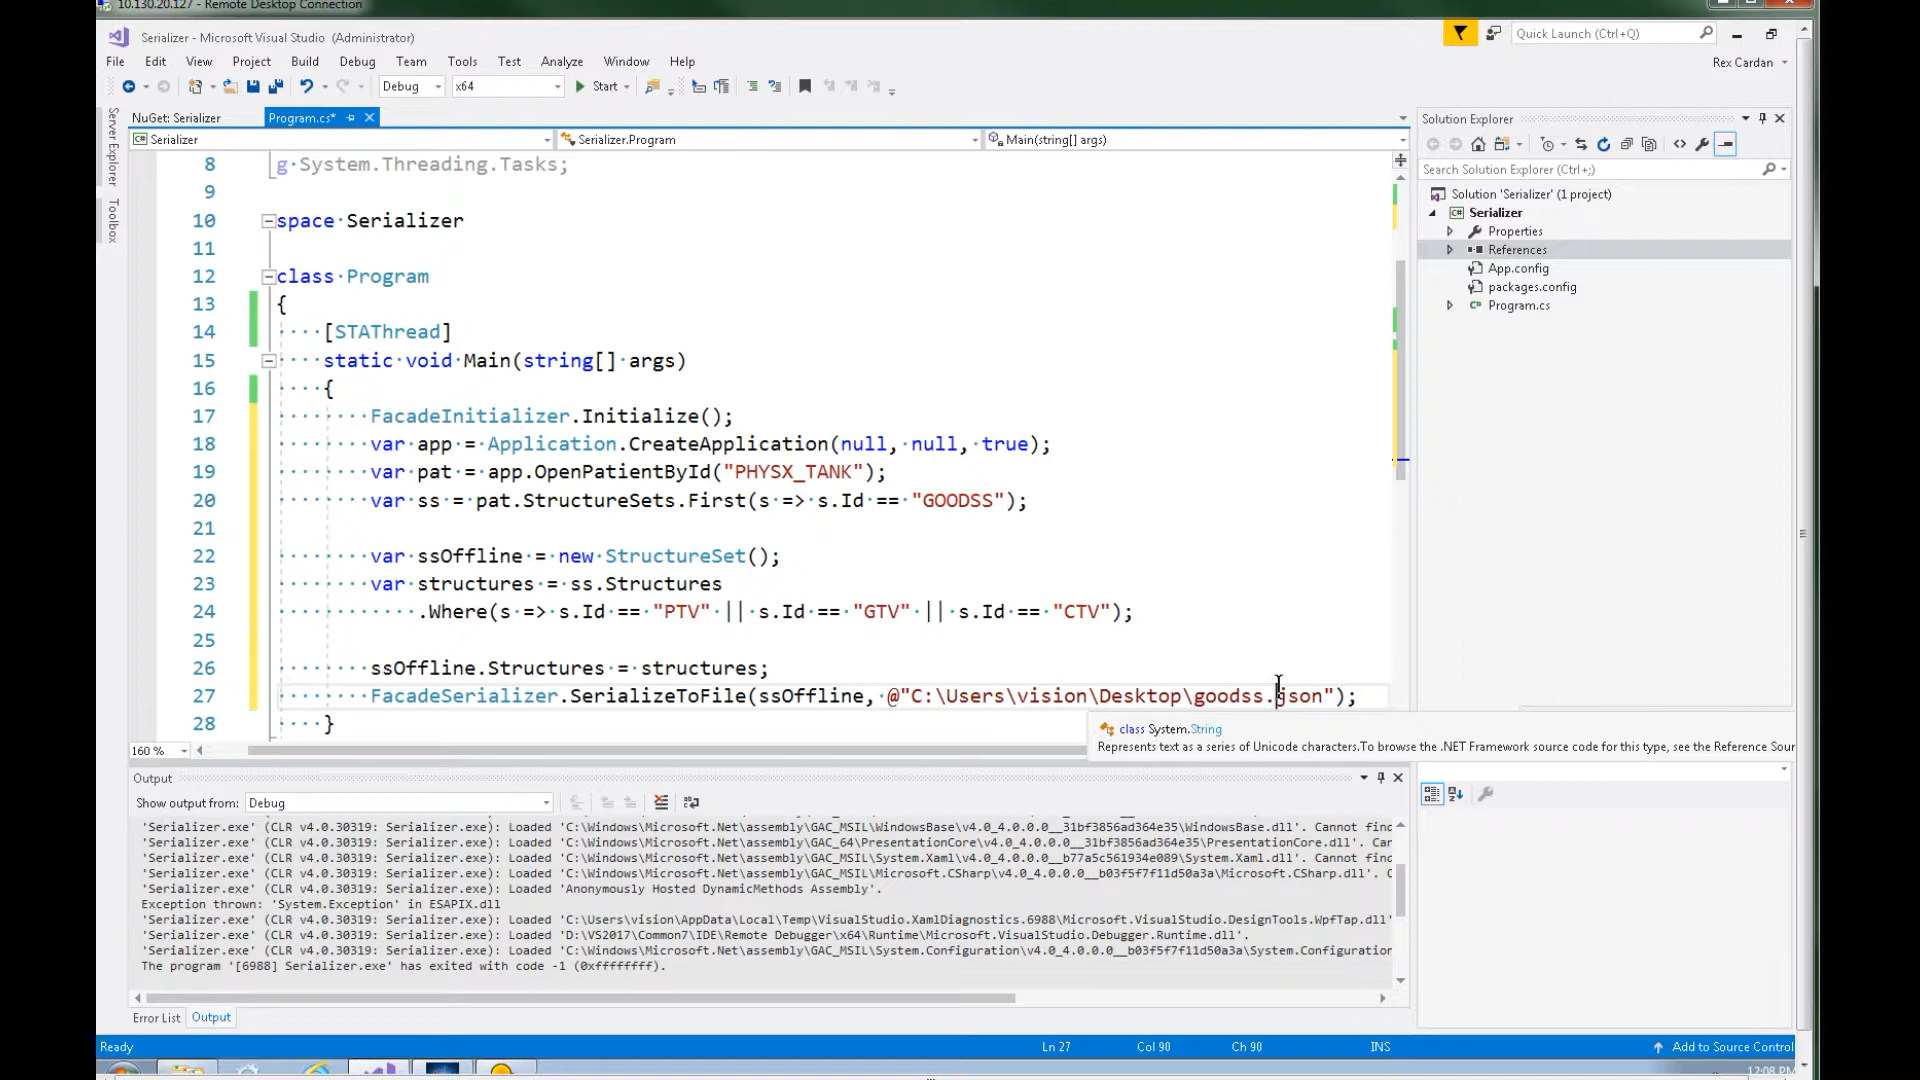 10.130.20.127 - Remote Desktop Connection
Serializer - Microsoft Visual Studio (Administrator)
Quick Launch (Ctrl+Q)
File Edit View Project Build Debug Team Tools Test Analyze Window Help
Rex Cardan
Debug x64 Start
Server Explorer
Toolbox
NuGet: Serializer Program.cs*
Serializer Serializer.Program Main(string[] args)
8 g System.Threading.Tasks;
9
10 space Serializer
11
12 class Program
13 {
14 [STAThread]
15 static void Main(string[] args)
16 {
17 FacadeInitializer.Initialize();
18 var app = Application.CreateApplication(null, null, true);
19 var pat = app.OpenPatientById("PHYSX_TANK");
20 var ss = pat.StructureSets.First(s => s.Id == "GOODSS");
21
22 var ssOffline = new StructureSet();
23 var structures = ss.Structures
24 .Where(s => s.Id == "PTV" || s.Id == "GTV" || s.Id == "CTV");
25
26 ssOffline.Structures = structures;
27 FacadeSerializer.SerializeToFile(ssOffline, @"C:\Users\vision\Desktop\goodss.json");
28 }
class System.String
Represents text as a series of Unicode characters.To browse the .NET Framework source code for this type, see the Reference Sour
160 %
Solution Explorer
Search Solution Explorer (Ctrl+;)
Solution 'Serializer' (1 project)
Serializer
Properties
References
App.config
packages.config
Program.cs
Output
Show output from: Debug
'Serializer.exe' (CLR v4.0.30319: Serializer.exe): Loaded 'C:\Windows\Microsoft.Net\assembly\GAC_MSIL\WindowsBase\v4.0_4.0.0.0__31bf3856ad364e35\WindowsBase.dll'. Cannot find
'Serializer.exe' (CLR v4.0.30319: Serializer.exe): Loaded 'C:\Windows\Microsoft.Net\assembly\GAC_64\PresentationCore\v4.0_4.0.0.0__31bf3856ad364e35\PresentationCore.dll'. Car
'Serializer.exe' (CLR v4.0.30319: Serializer.exe): Loaded 'C:\Windows\Microsoft.Net\assembly\GAC_MSIL\System.Xaml\v4.0_4.0.0.0__b77a5c561934e089\System.Xaml.dll'. Cannot find
'Serializer.exe' (CLR v4.0.30319: Serializer.exe): Loaded 'C:\Windows\Microsoft.Net\assembly\GAC_MSIL\Microsoft.CSharp\v4.0_4.0.0.0__b03f5f7f11d50a3a\Microsoft.CSharp.dll'. C
'Serializer.exe' (CLR v4.0.30319: Serializer.exe): Loaded 'Anonymously Hosted DynamicMethods Assembly'.
Exception thrown: 'System.Exception' in ESAPIX.dll
'Serializer.exe' (CLR v4.0.30319: Serializer.exe): Loaded 'C:\Users\vision\AppData\Local\Temp\VisualStudio.XamlDiagnostics.6988\Microsoft.VisualStudio.DesignTools.WpfTap.dll'
'Serializer.exe' (CLR v4.0.30319: Serializer.exe): Loaded 'D:\VS2017\Common7\IDE\Remote Debugger\x64\Runtime\Microsoft.VisualStudio.Debugger.Runtime.dll'.
'Serializer.exe' (CLR v4.0.30319: Serializer.exe): Loaded 'C:\Windows\Microsoft.Net\assembly\GAC_MSIL\System.Configuration\v4.0_4.0.0.0__b03f5f7f11d50a3a\System.Configuration
The program '[6988] Serializer.exe' has exited with code -1 (0xffffffff).
Error List Output
Ready Ln 27 Col 90 Ch 90 INS Add to Source Control
12:08 PM